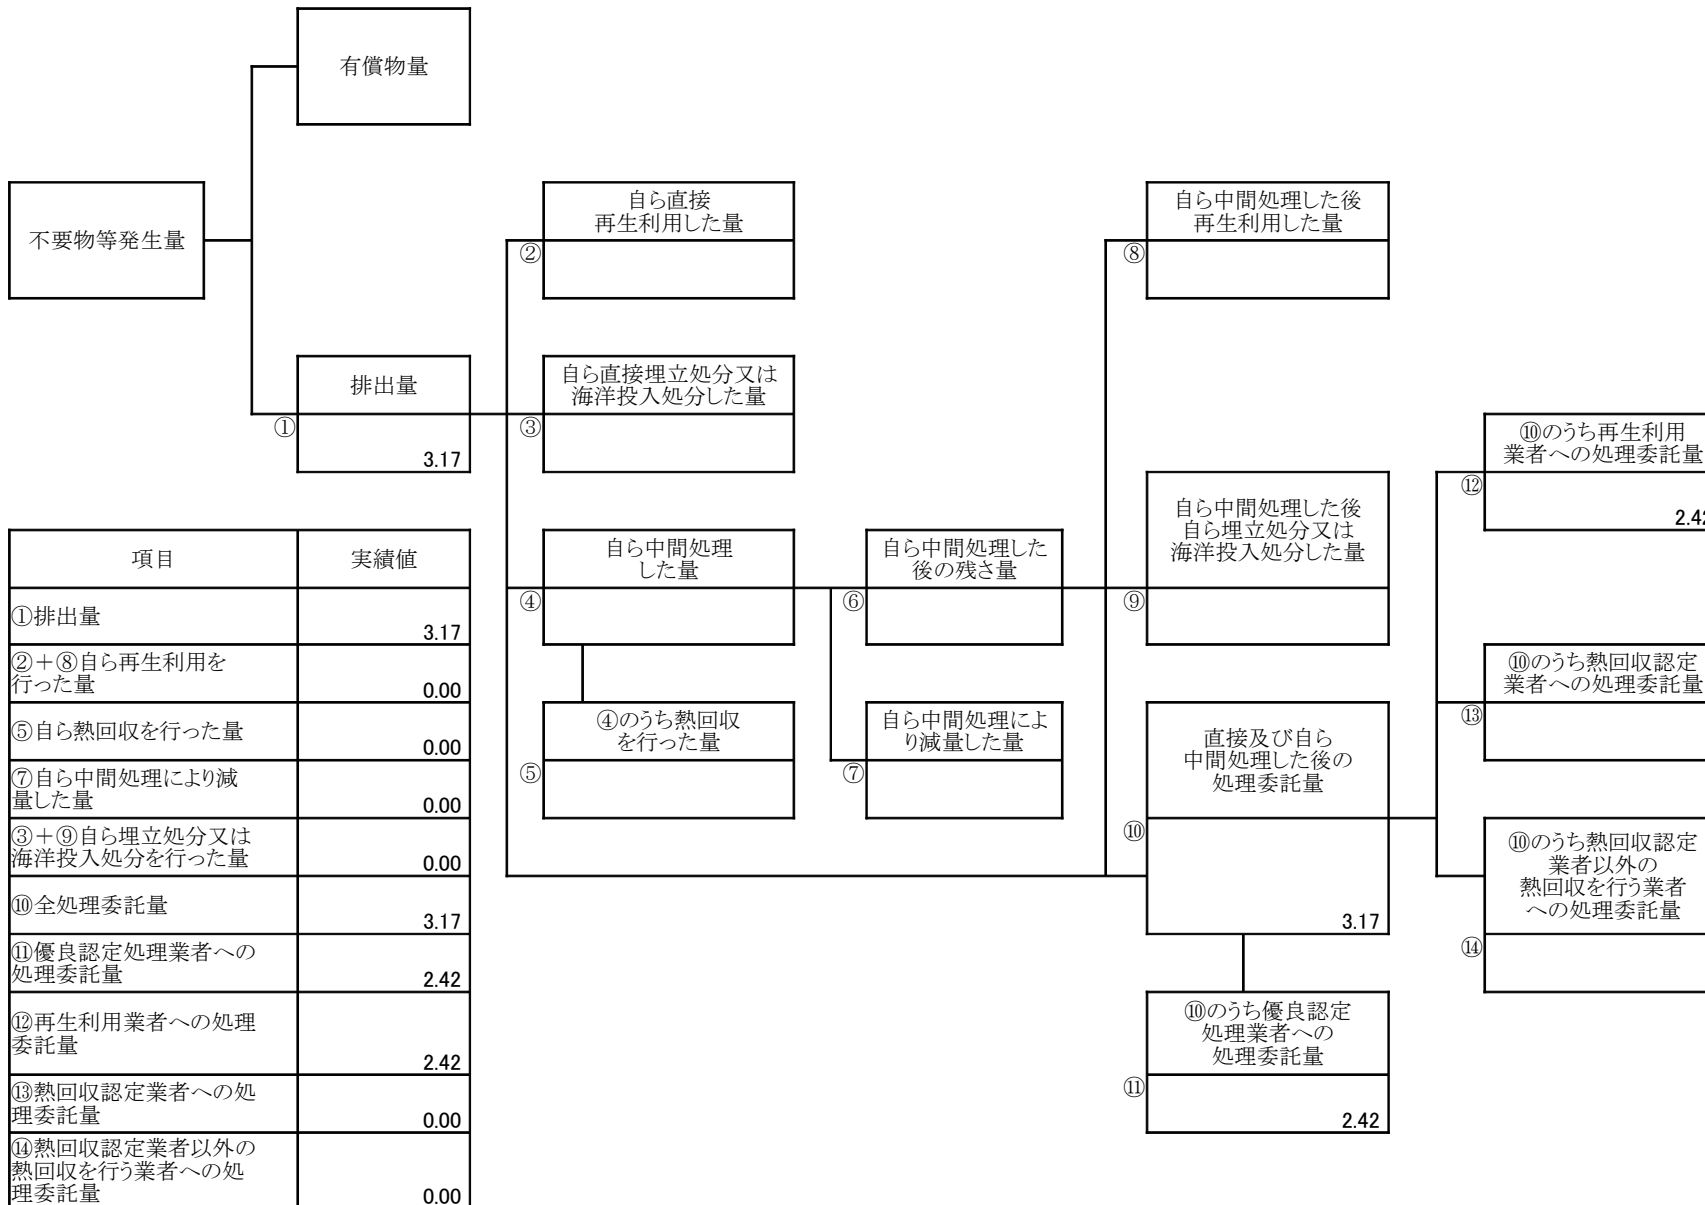 有償物量
不要物等発生量
自ら直接
再生利用した量
②
自ら中間処理した後
再生利用した量
⑧
排出量
①
3.17
自ら直接埋立処分又は
海洋投入処分した量
③
⑩のうち再生利用
業者への処理委託量
⑫
2.42
自ら中間処理した後
自ら埋立処分又は
海洋投入処分した量
⑨
自ら中間処理
した量
④
自ら中間処理した
後の残さ量
⑥
⑩のうち熱回収認定
業者への処理委託量
⑬
④のうち熱回収
を行った量
⑤
自ら中間処理によ
り減量した量
⑦
直接及び自ら
中間処理した後の
処理委託量
⑩
3.17
⑩のうち熱回収認定
業者以外の
熱回収を行う業者
への処理委託量
⑭
⑩のうち優良認定
処理業者への
処理委託量
⑪
2.42
項目 実績値
①排出量
3.17
②+⑧自ら再生利用を
行った量
0.00
⑤自ら熱回収を行った量
0.00
⑦自ら中間処理により減
量した量
0.00
③+⑨自ら埋立処分又は
海洋投入処分を行った量
0.00
⑩全処理委託量
3.17
⑪優良認定処理業者への
処理委託量
2.42
⑫再生利用業者への処理
委託量
2.42
⑬熱回収認定業者への処
理委託量
0.00
⑭熱回収認定業者以外の
熱回収を行う業者への処
理委託量
0.00